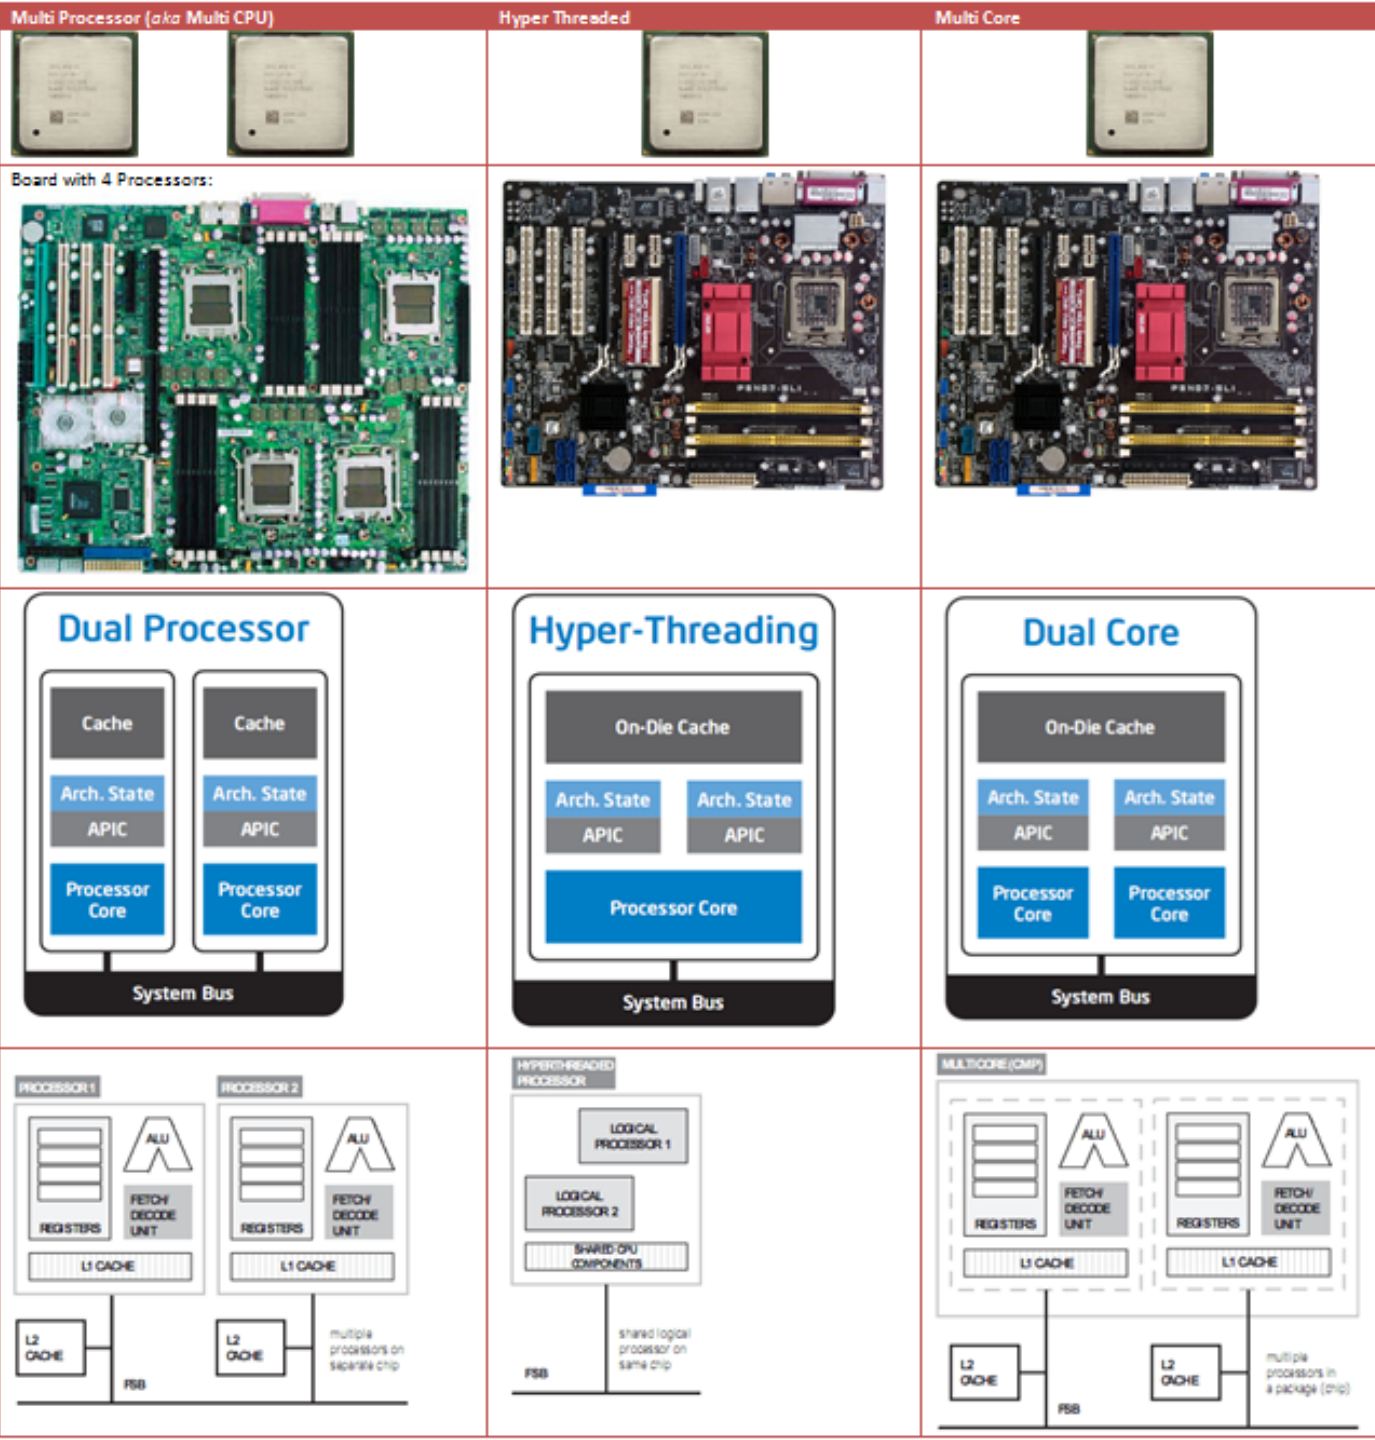 Multi Processor (aka Multi CPU)
Hyper Threaded
Multi Core
Board with 4 Processors:
Dual Processor
Cache
Cache
Arch. State
Arch. State
APIC
APIC
Processor
Core
Processor
Core
System Bus
Hyper-Threading
On-Die Cache
Arch. State
Arch. State
APIC
APIC
Processor Core
System Bus
Dual Core
On-Die Cache
Arch. State
Arch. State
APIC
APIC
Processor
Core
Processor
Core
System Bus
PROCESSOR 1
PROCESSOR 2
ALU
ALU
REGISTERS
FETCH/
DECODE
UNIT
REGISTERS
FETCH/
DECODE
UNIT
L1 CACHE
L1 CACHE
L2
CACHE
L2
CACHE
multiple
processors on
separate chip
FSB
HYPERTHREADED
PROCESSOR
LOGICAL
PROCESSOR 1
LOGICAL
PROCESSOR 2
SHARED CPU
COMPONENTS
shared logical
processor on
same chip
FSB
MULTICORE (CMP)
ALU
ALU
REGISTERS
FETCH/
DECODE
UNIT
REGISTERS
FETCH/
DECODE
UNIT
L1 CACHE
L1 CACHE
L2
CACHE
L2
CACHE
multiple
processors in
a package (chip)
FSB